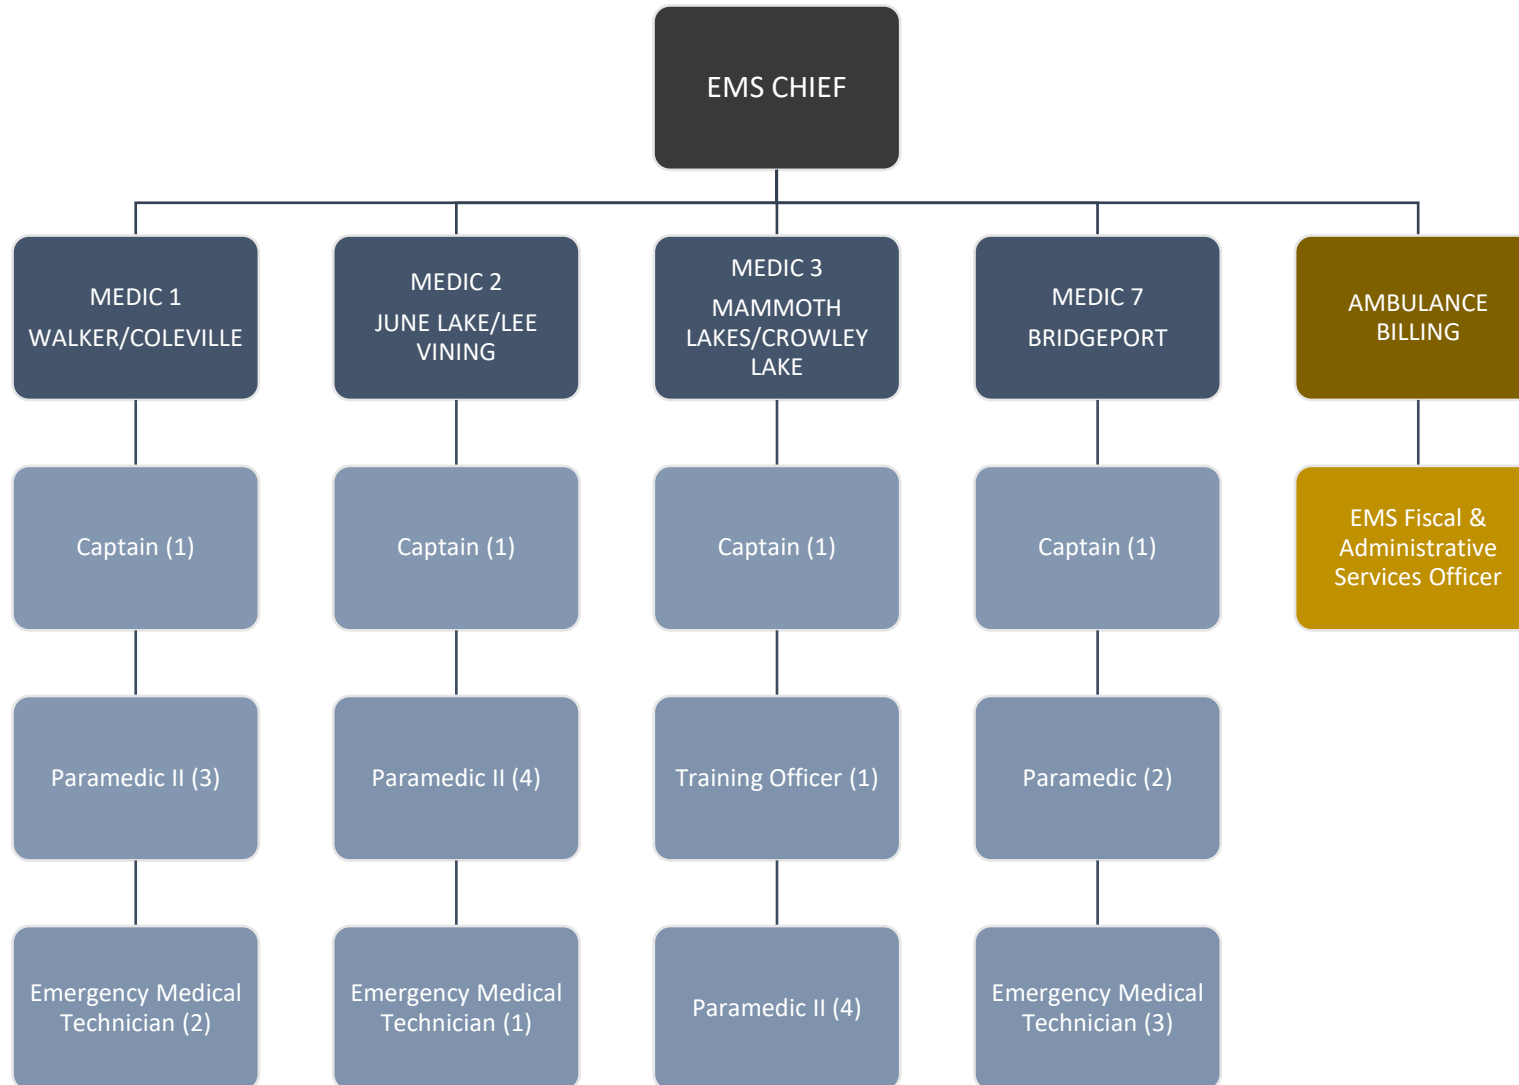 EMS CHIEF
MEDIC 1
WALKER/COLEVILLE
MEDIC 2
JUNE LAKE/LEE
VINING
MEDIC 3
MAMMOTH
LAKES/CROWLEY
LAKE
MEDIC 7
BRIDGEPORT
AMBULANCE
BILLING
Captain (1)
Captain (1)
Captain (1)
Captain (1)
EMS Fiscal &
Administrative
Services Officer
Paramedic II (3)
Paramedic II (4)
Training Officer (1)
Paramedic (2)
Emergency Medical
Technician (2)
Emergency Medical
Technician (1)
Paramedic II (4)
Emergency Medical
Technician (3)